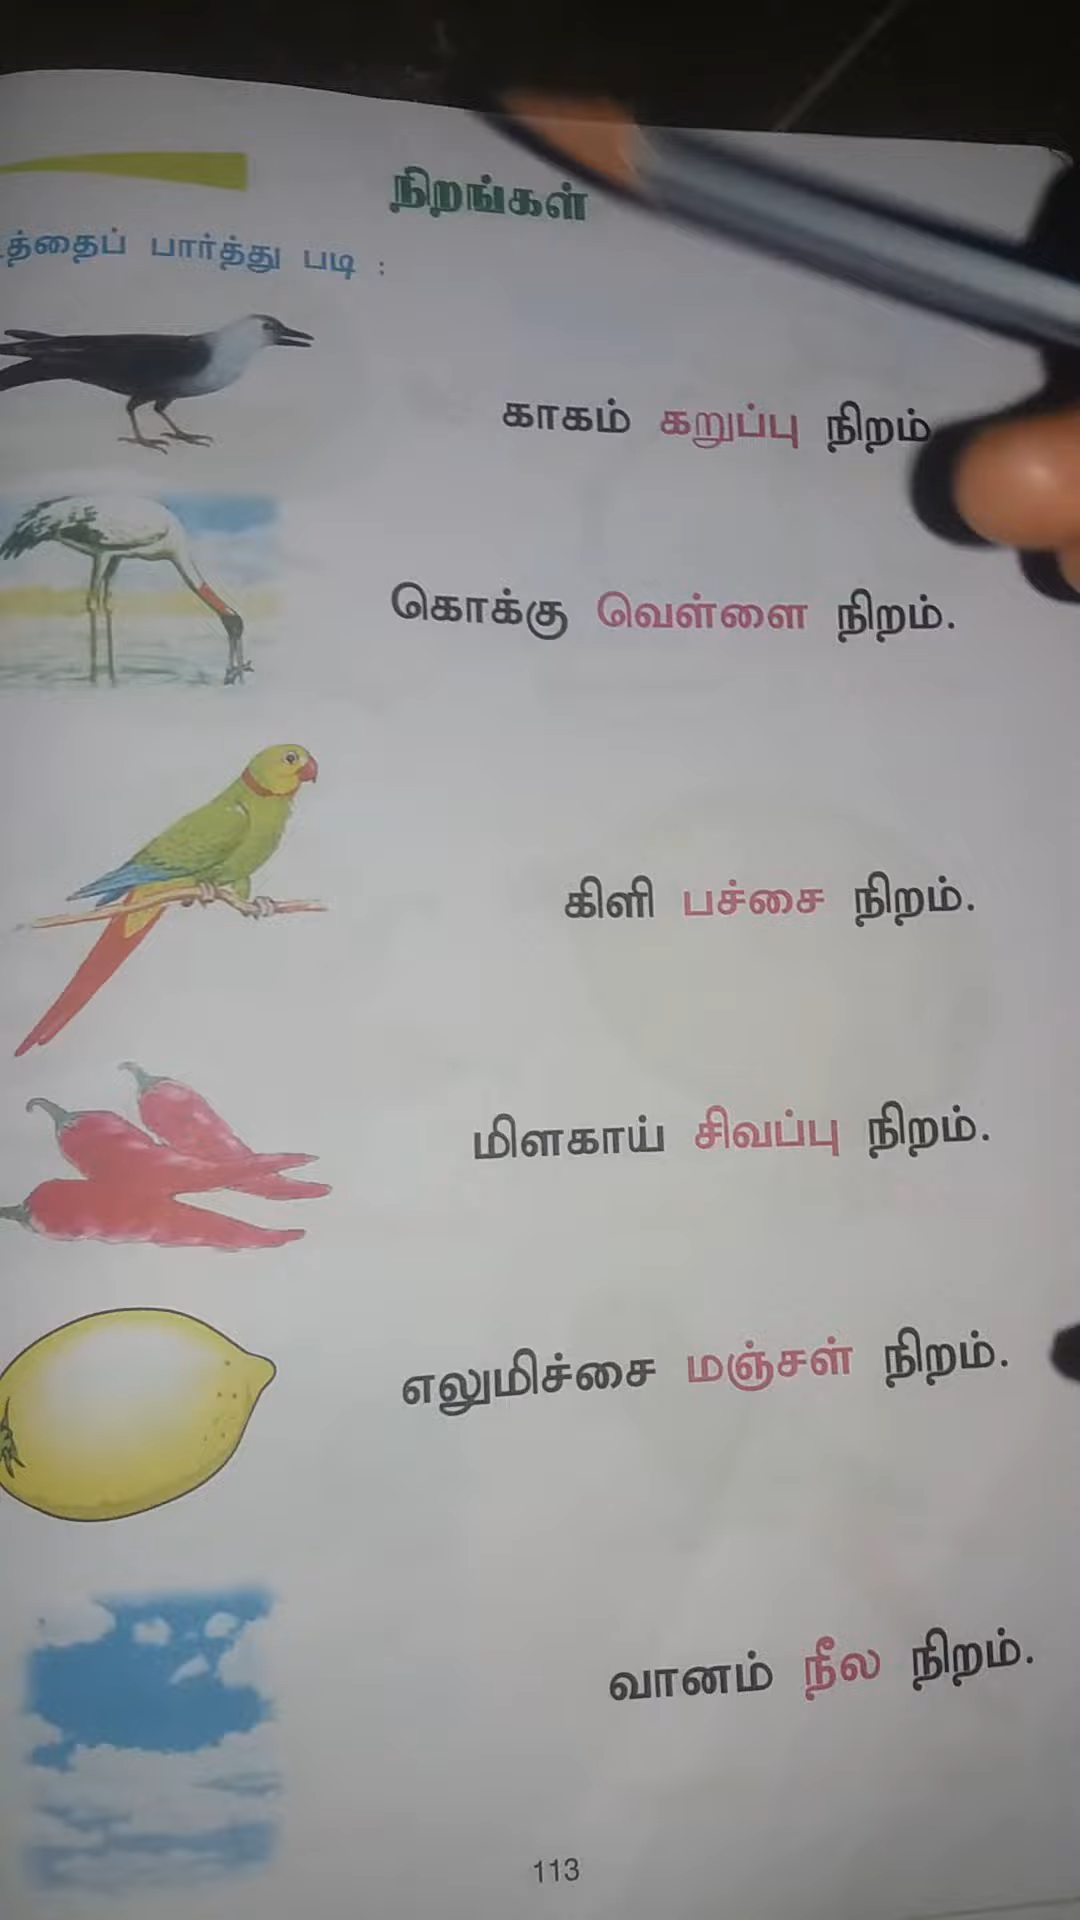 நிறங்கள்
பார்த்து படி :
காகம் கறுப்பு நிறம்
கொக்கு வெள்ளை நிறம்.
கிளி பச்சை நிறம்.
மிளகாய் சிவப்பு நிறம்.
எலுமிச்சை மஞ்சள் நிறம்.
வானம் நீல நிறம்.
113